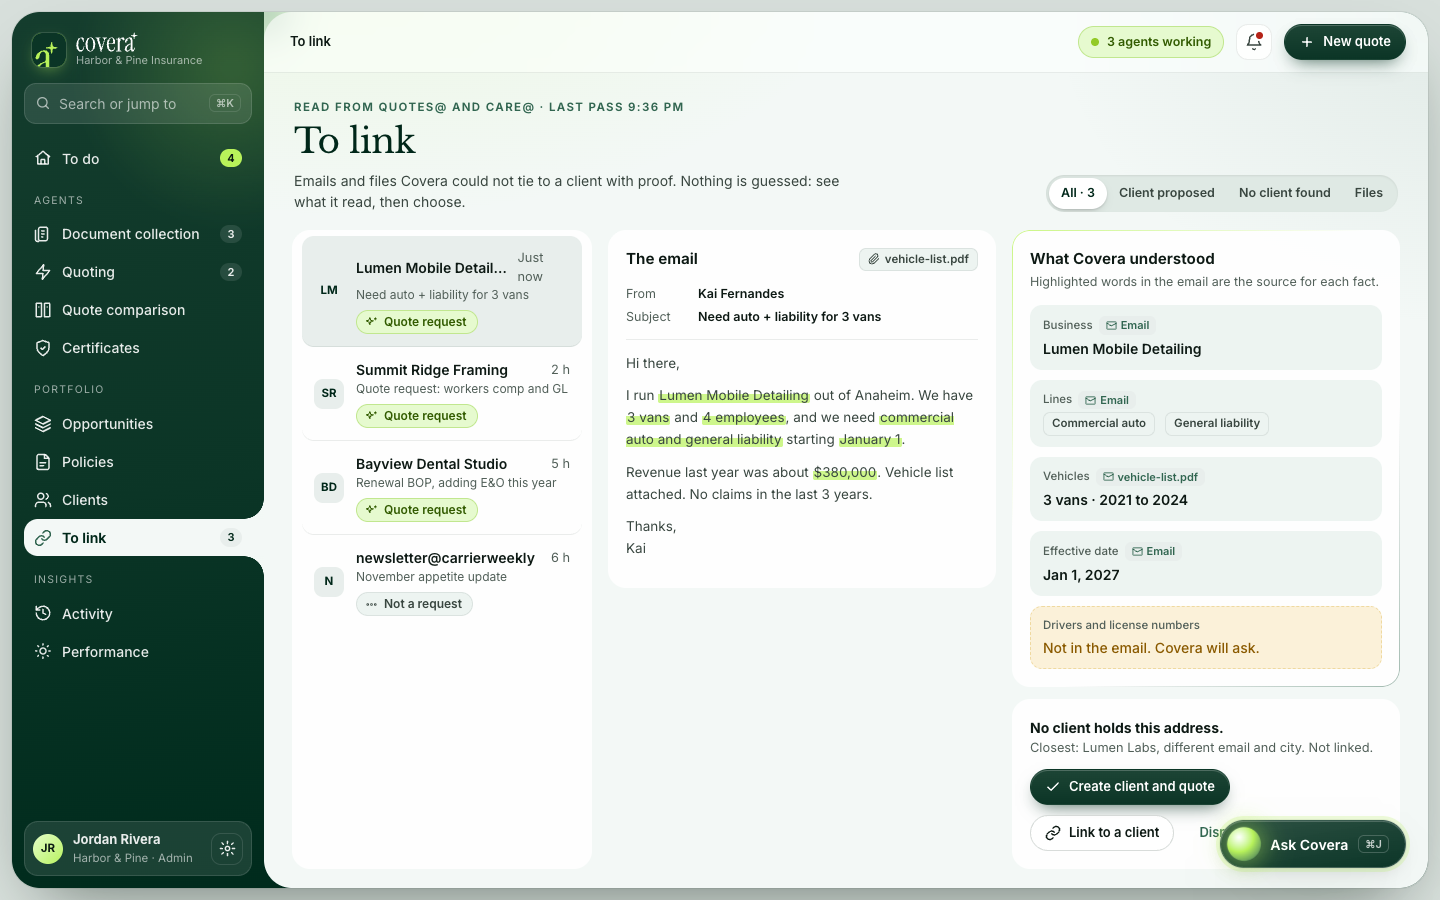 covera
Harbor & Pine Insurance
Search or jump to ⌘K
To do 4
AGENTS
Document collection 3
Quoting 2
Quote comparison
Certificates
PORTFOLIO
Opportunities
Policies
Clients
To link 3
INSIGHTS
Activity
Performance
JR
Jordan Rivera
Harbor & Pine · Admin
To link
3 agents working
+ New quote
READ FROM QUOTES@ AND CARE@ · LAST PASS 9:36 PM
To link
Emails and files Covera could not tie to a client with proof. Nothing is guessed: see
what it read, then choose.
All · 3 Client proposed No client found Files
LM
Lumen Mobile Detail... Just now
Need auto + liability for 3 vans
Quote request
SR
Summit Ridge Framing 2 h
Quote request: workers comp and GL
Quote request
BD
Bayview Dental Studio 5 h
Renewal BOP, adding E&O this year
Quote request
N
newsletter@carrierweekly 6 h
November appetite update
Not a request
The email vehicle-list.pdf
From Kai Fernandes
Subject Need auto + liability for 3 vans
Hi there,
I run Lumen Mobile Detailing out of Anaheim. We have
3 vans and 4 employees, and we need commercial
auto and general liability starting January 1.
Revenue last year was about $380,000. Vehicle list
attached. No claims in the last 3 years.
Thanks,
Kai
What Covera understood
Highlighted words in the email are the source for each fact.
Business Email
Lumen Mobile Detailing
Lines Email
Commercial auto General liability
Vehicles vehicle-list.pdf
3 vans · 2021 to 2024
Effective date Email
Jan 1, 2027
Drivers and license numbers
Not in the email. Covera will ask.
No client holds this address.
Closest: Lumen Labs, different email and city. Not linked.
Create client and quote
Link to a client
Ask Covera ⌘J